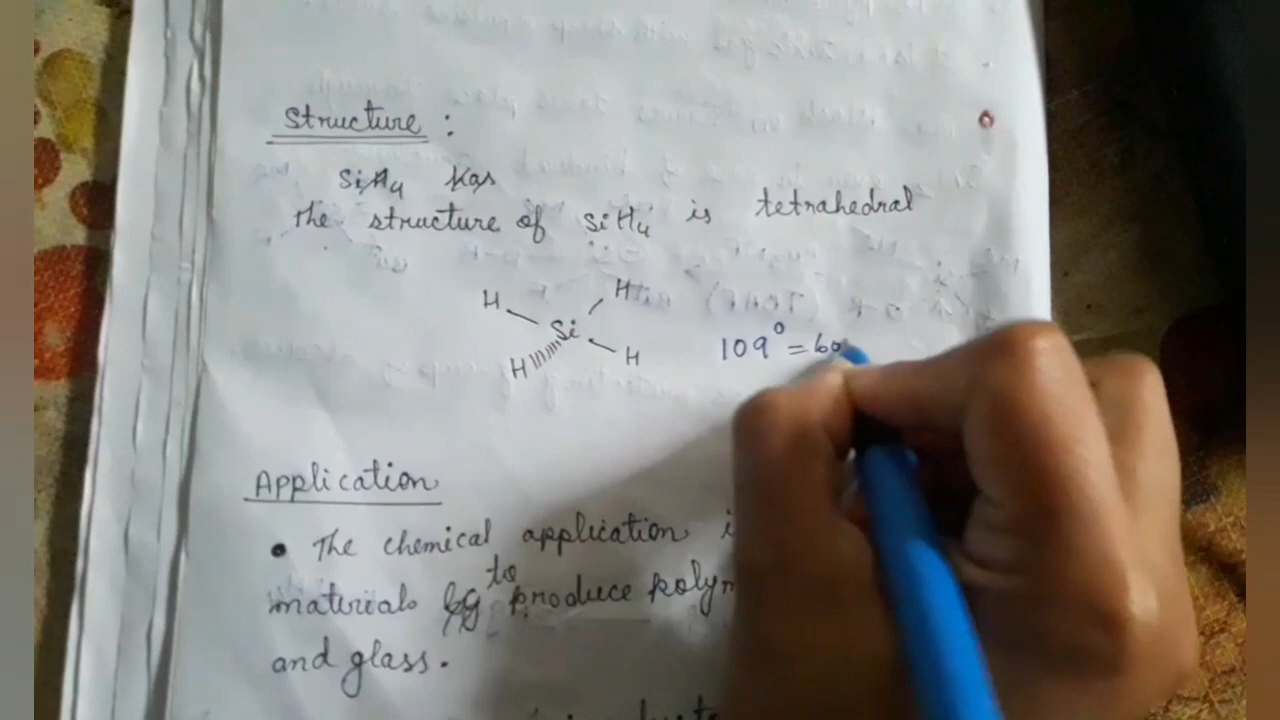 Structure :
SiH4 has
The structure of SiH4 is tetrahedral
H H
Si
H H
109° = 60
Application
• The chemical application
materials to produce
and glass.